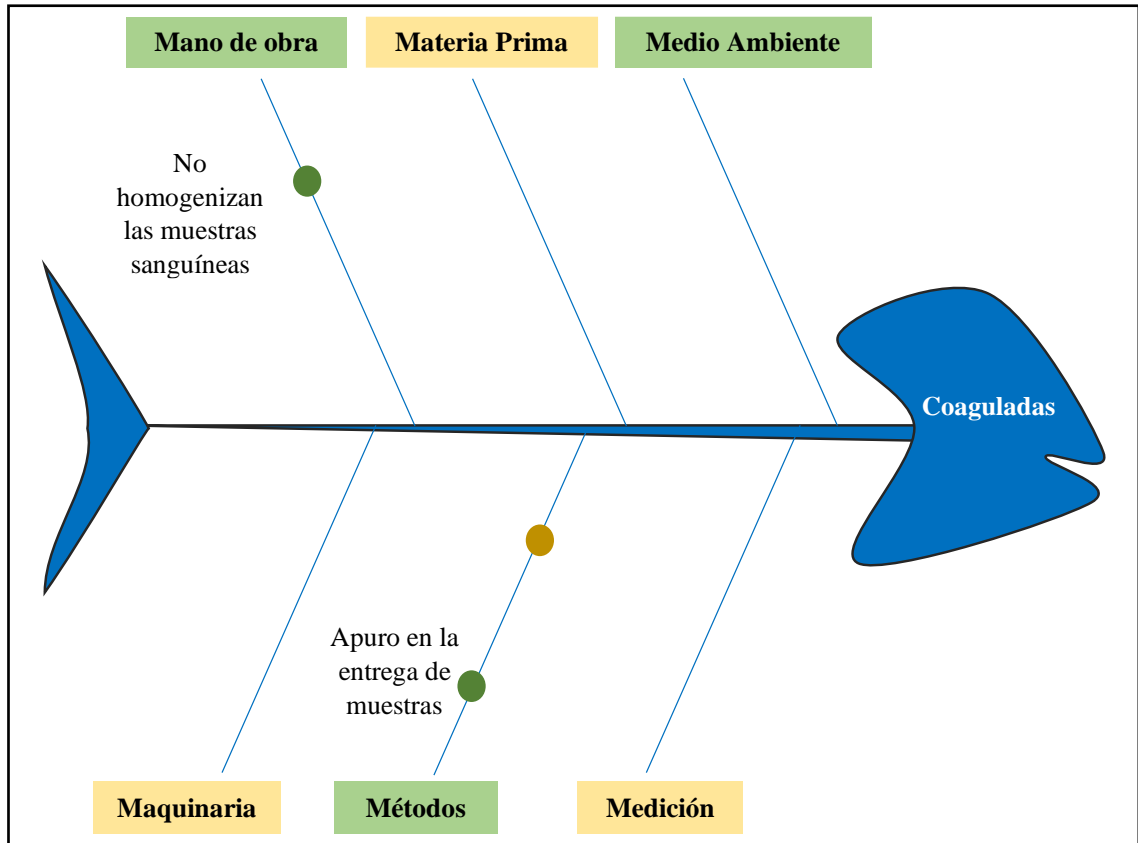 Mano de obra
Materia Prima
Medio Ambiente
No
homogenizan
las muestras
sanguíneas
Coaguladas
Apuro en la
entrega de
muestras
Maquinaria
Métodos
Medición